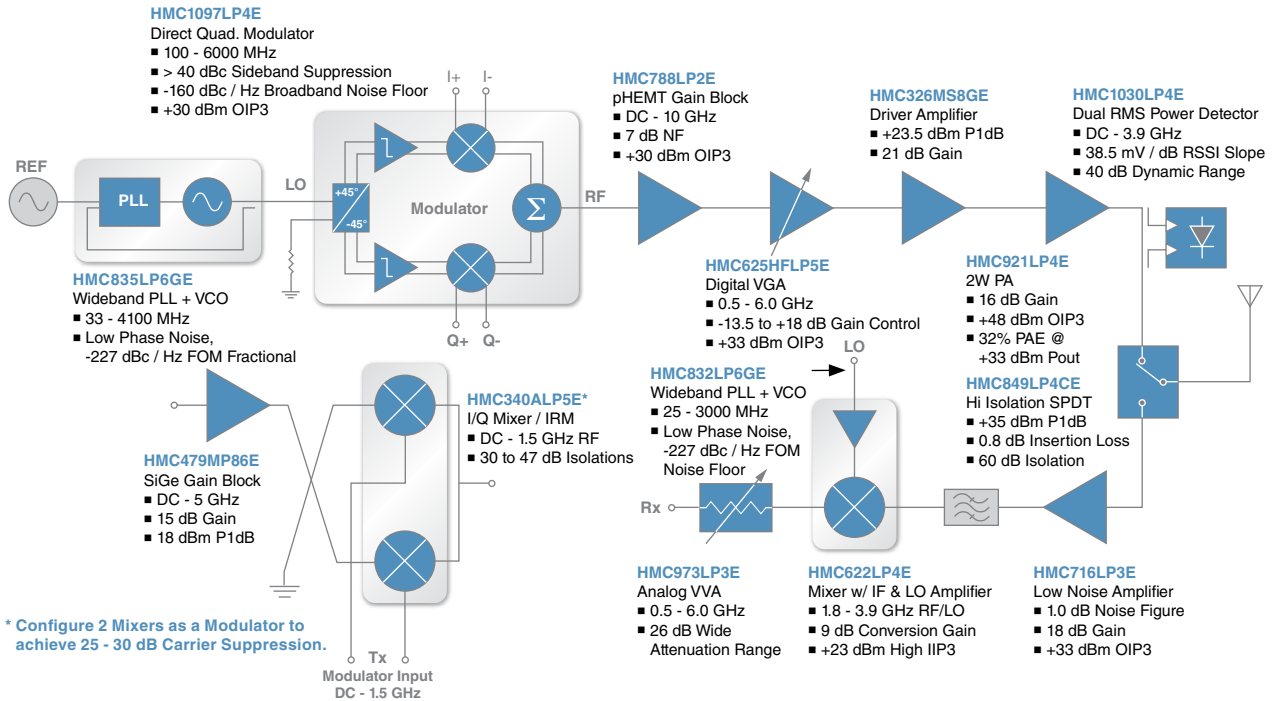 HMC1097LP4E
Direct Quad. Modulator
■ 100 - 6000 MHz
■ > 40 dBc Sideband Suppression
■ -160 dBc / Hz Broadband Noise Floor
■ +30 dBm OIP3
I+ I-
HMC788LP2E
pHEMT Gain Block
■ DC - 10 GHz
■ 7 dB NF
■ +30 dBm OIP3
HMC326MS8GE
Driver Amplifier
■ +23.5 dBm P1dB
■ 21 dB Gain
HMC1030LP4E
Dual RMS Power Detector
■ DC - 3.9 GHz
■ 38.5 mV / dB RSSI Slope
■ 40 dB Dynamic Range
REF
PLL
LO
+45°
-45°
Modulator
Σ
RF
Q+ Q-
HMC835LP6GE
Wideband PLL + VCO
■ 33 - 4100 MHz
■ Low Phase Noise,
-227 dBc / Hz FOM Fractional
HMC625HFLP5E
Digital VGA
■ 0.5 - 6.0 GHz
■ -13.5 to +18 dB Gain Control
■ +33 dBm OIP3
HMC921LP4E
2W PA
■ 16 dB Gain
■ +48 dBm OIP3
■ 32% PAE @
+33 dBm Pout
LO
HMC832LP6GE
Wideband PLL + VCO
■ 25 - 3000 MHz
■ Low Phase Noise,
-227 dBc / Hz FOM
Noise Floor
HMC849LP4CE
Hi Isolation SPDT
■ +35 dBm P1dB
■ 0.8 dB Insertion Loss
■ 60 dB Isolation
HMC340ALP5E*
I/Q Mixer / IRM
■ DC - 1.5 GHz RF
■ 30 to 47 dB Isolations
HMC479MP86E
SiGe Gain Block
■ DC - 5 GHz
■ 15 dB Gain
■ 18 dBm P1dB
Rx
HMC973LP3E
Analog VVA
■ 0.5 - 6.0 GHz
■ 26 dB Wide
Attenuation Range
HMC622LP4E
Mixer w/ IF & LO Amplifier
■ 1.8 - 3.9 GHz RF/LO
■ 9 dB Conversion Gain
■ +23 dBm High IIP3
HMC716LP3E
Low Noise Amplifier
■ 1.0 dB Noise Figure
■ 18 dB Gain
■ +33 dBm OIP3
* Configure 2 Mixers as a Modulator to
achieve 25 - 30 dB Carrier Suppression.
Tx
Modulator Input
DC - 1.5 GHz